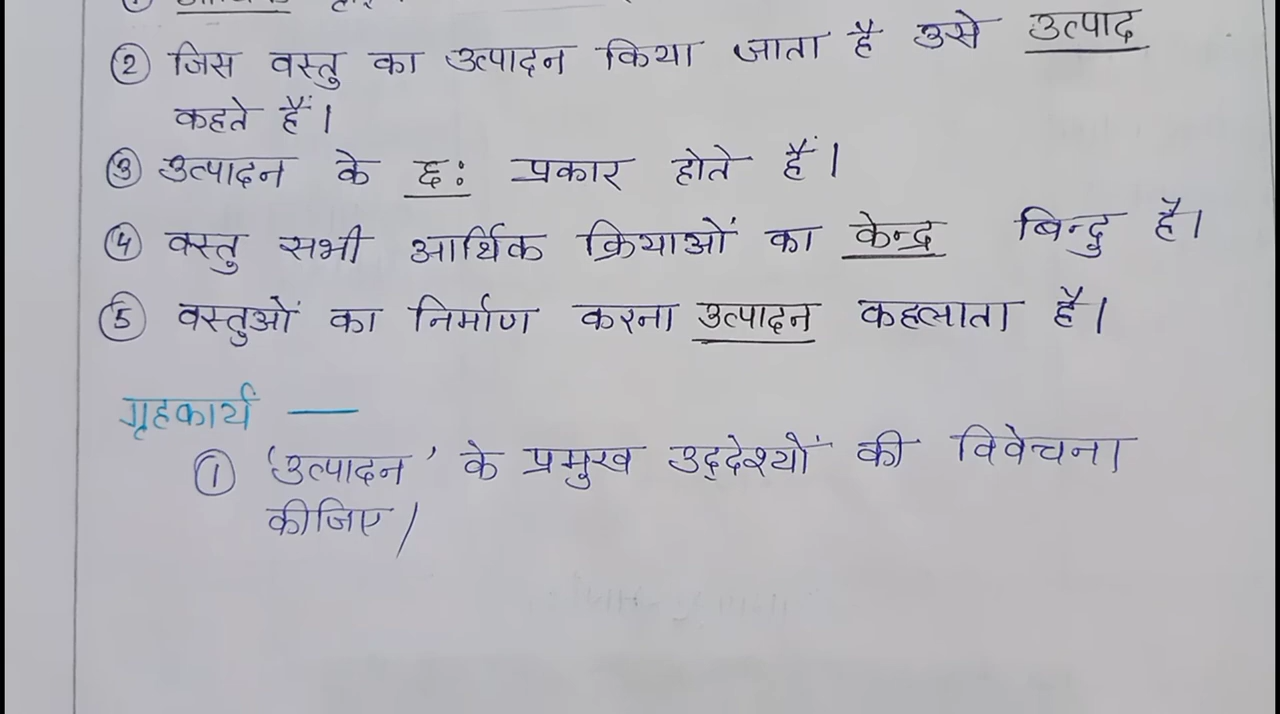 ② जिस वस्तु का उत्पादन किया जाता है उसे उत्पाद
कहते हैं।
③ उत्पादन के छः प्रकार होते हैं।
④ वस्तु सभी आर्थिक क्रियाओं का केन्द्र बिन्दु है।
⑤ वस्तुओं का निर्माण करना उत्पादन कहलाता है।
गृहकार्य —
① 'उत्पादन' के प्रमुख उद्देश्यों की विवेचना
कीजिए।